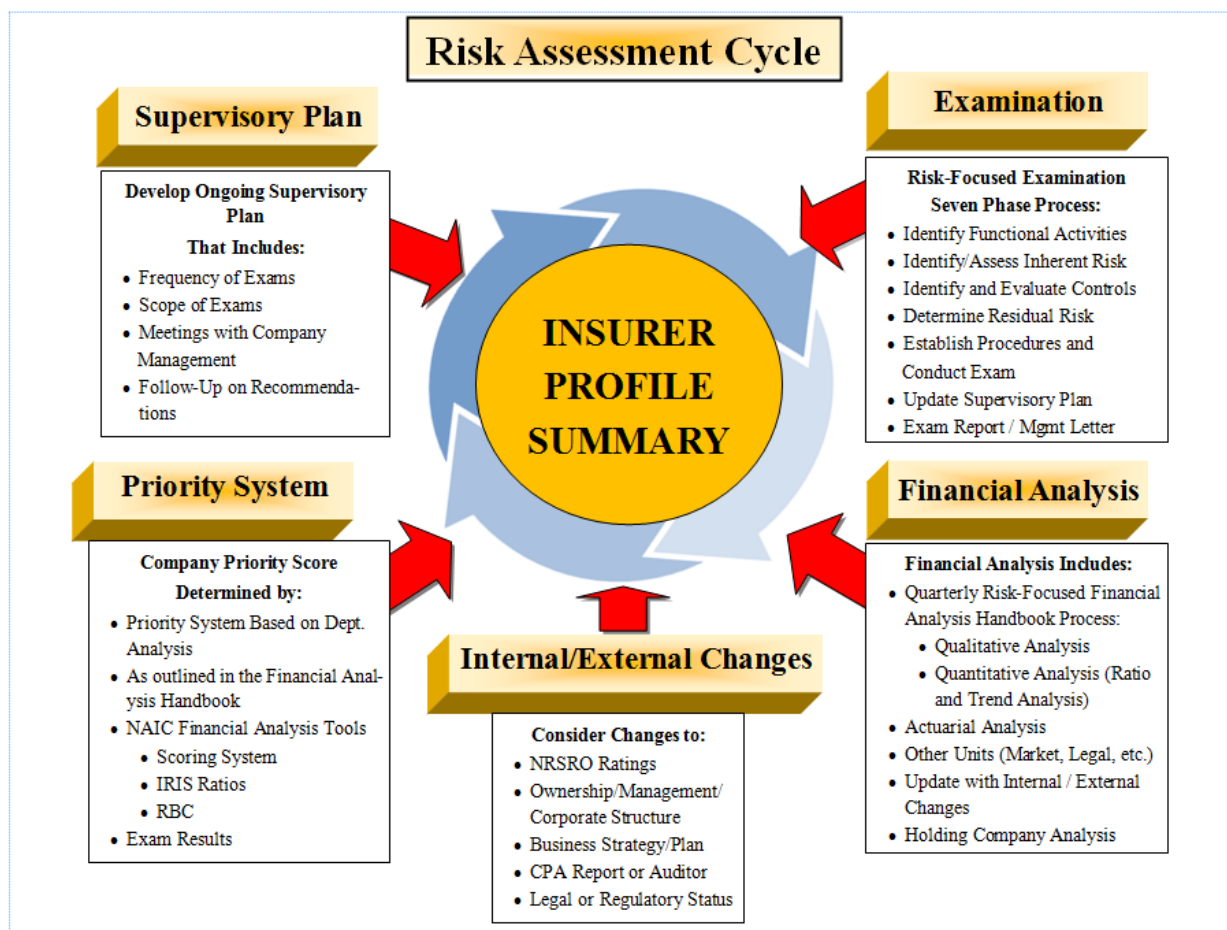 Risk Assessment Cycle
Supervisory Plan
Develop Ongoing Supervisory
Plan
That Includes:
• Frequency of Exams
• Scope of Exams
• Meetings with Company
Management
• Follow-Up on Recommenda-
tions
Examination
Risk-Focused Examination
Seven Phase Process:
• Identify Functional Activities
• Identify/Assess Inherent Risk
• Identify and Evaluate Controls
• Determine Residual Risk
• Establish Procedures and
Conduct Exam
• Update Supervisory Plan
• Exam Report / Mgmt Letter
INSURER
PROFILE
SUMMARY
Priority System
Company Priority Score
Determined by:
• Priority System Based on Dept.
Analysis
• As outlined in the Financial Anal-
ysis Handbook
• NAIC Financial Analysis Tools
• Scoring System
• IRIS Ratios
• RBC
• Exam Results
Internal/External Changes
Consider Changes to:
• NRSRO Ratings
• Ownership/Management/
Corporate Structure
• Business Strategy/Plan
• CPA Report or Auditor
• Legal or Regulatory Status
Financial Analysis
Financial Analysis Includes:
• Quarterly Risk-Focused Financial
Analysis Handbook Process:
• Qualitative Analysis
• Quantitative Analysis (Ratio
and Trend Analysis)
• Actuarial Analysis
• Other Units (Market, Legal, etc.)
• Update with Internal / External
Changes
• Holding Company Analysis